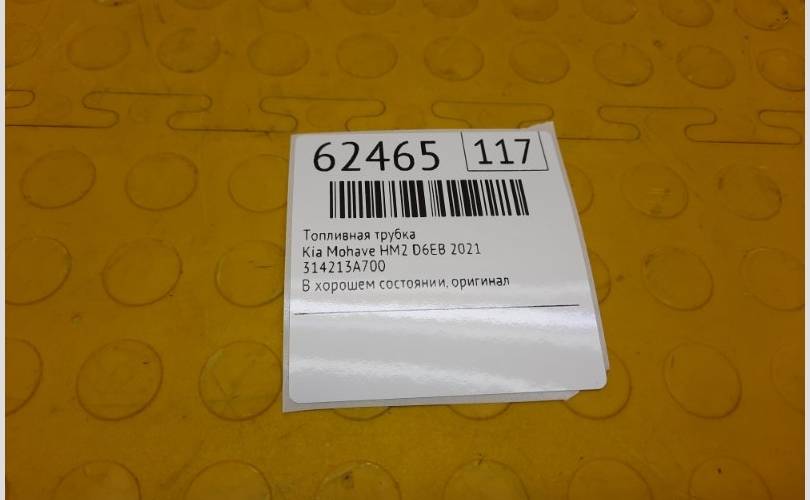 62465 117
Топливная трубка
Kia Mohave HM2 D6EB 2021
314213A700
В хорошем состоянии, оригинал